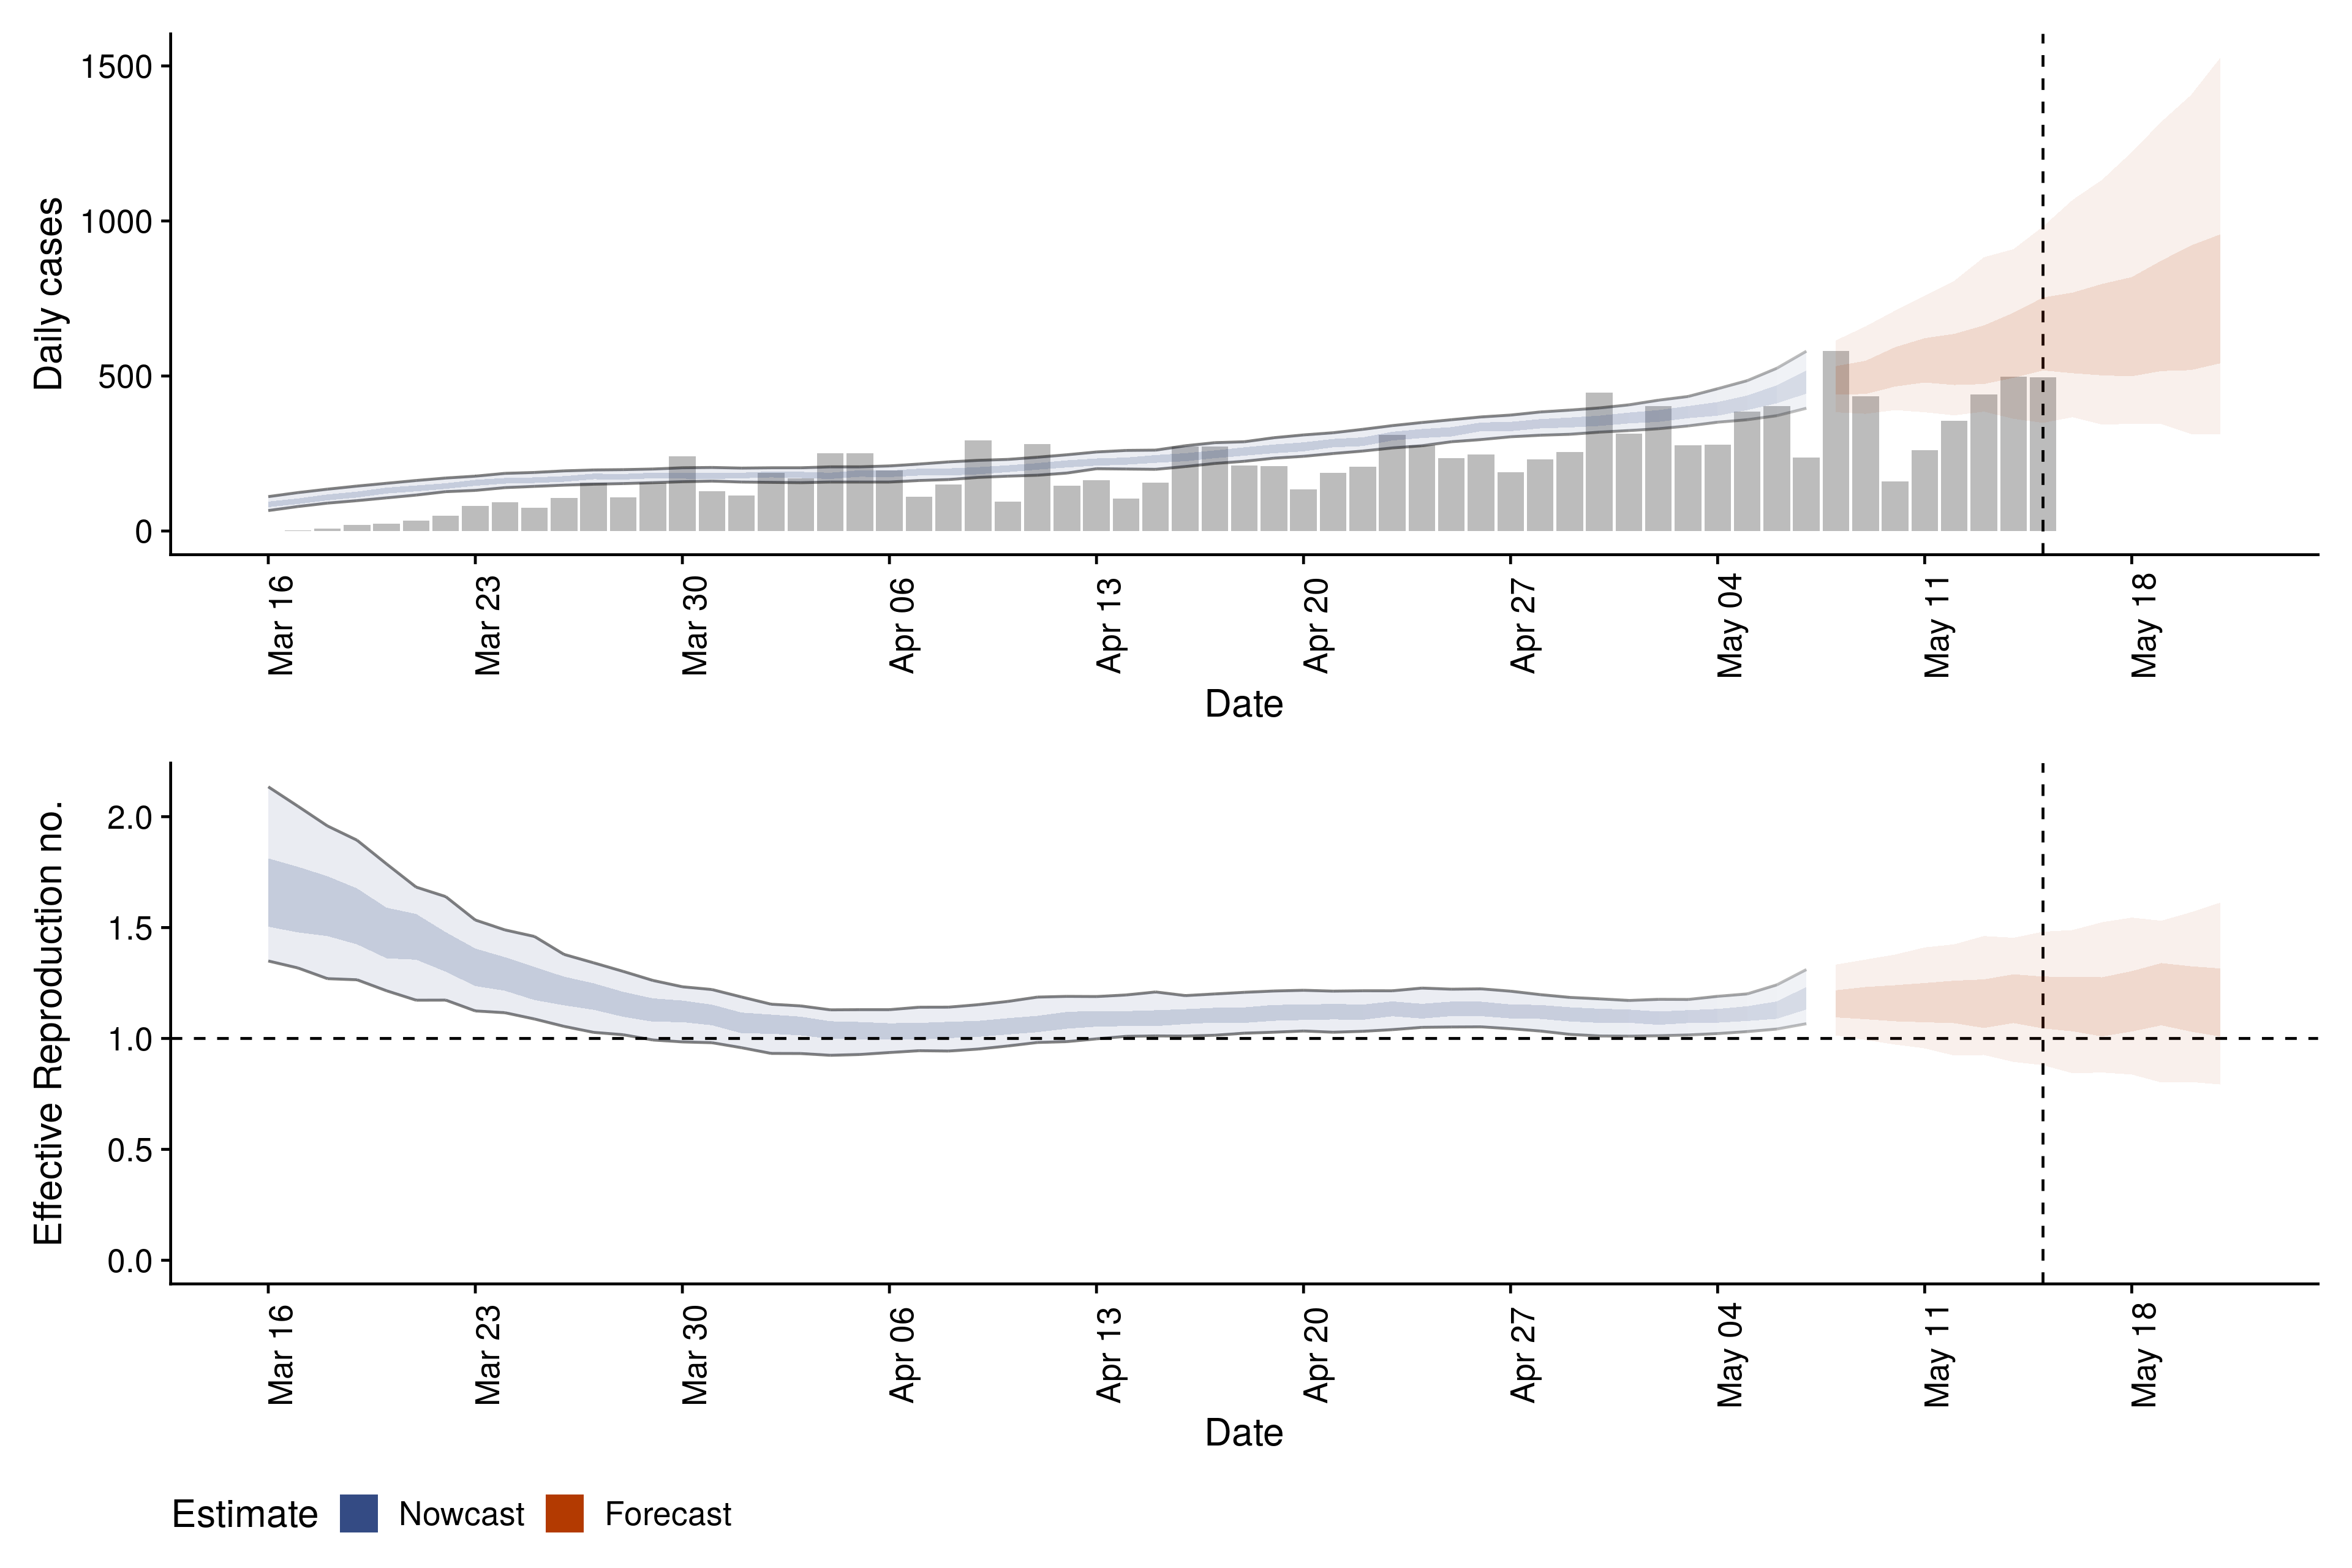 Daily cases
1500
1000
500
0
Mar 16
Mar 23
Mar 30
Apr 06
Apr 13
Apr 20
Apr 27
May 04
May 11
May 18
Date
Effective Reproduction no.
2.0
1.5
1.0
0.5
0.0
Mar 16
Mar 23
Mar 30
Apr 06
Apr 13
Apr 20
Apr 27
May 04
May 11
May 18
Date
Estimate Nowcast Forecast